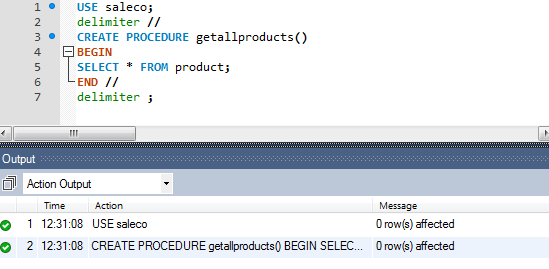 1 USE saleco;
2 delimiter //
3 CREATE PROCEDURE getallproducts()
4 BEGIN
5 SELECT * FROM product;
6 END //
7 delimiter ;
Output
Action Output
Time Action Message
1 12:31:08 USE saleco 0 row(s) affected
2 12:31:08 CREATE PROCEDURE getallproducts() BEGIN SELEC... 0 row(s) affected